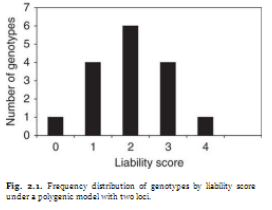 Number of genotypes
7
6
5
4
3
2
1
0
0 1 2 3 4
Liability score
Fig. 2.1. Frequency distribution of genotypes by liability score
under a polygenic model with two loci.